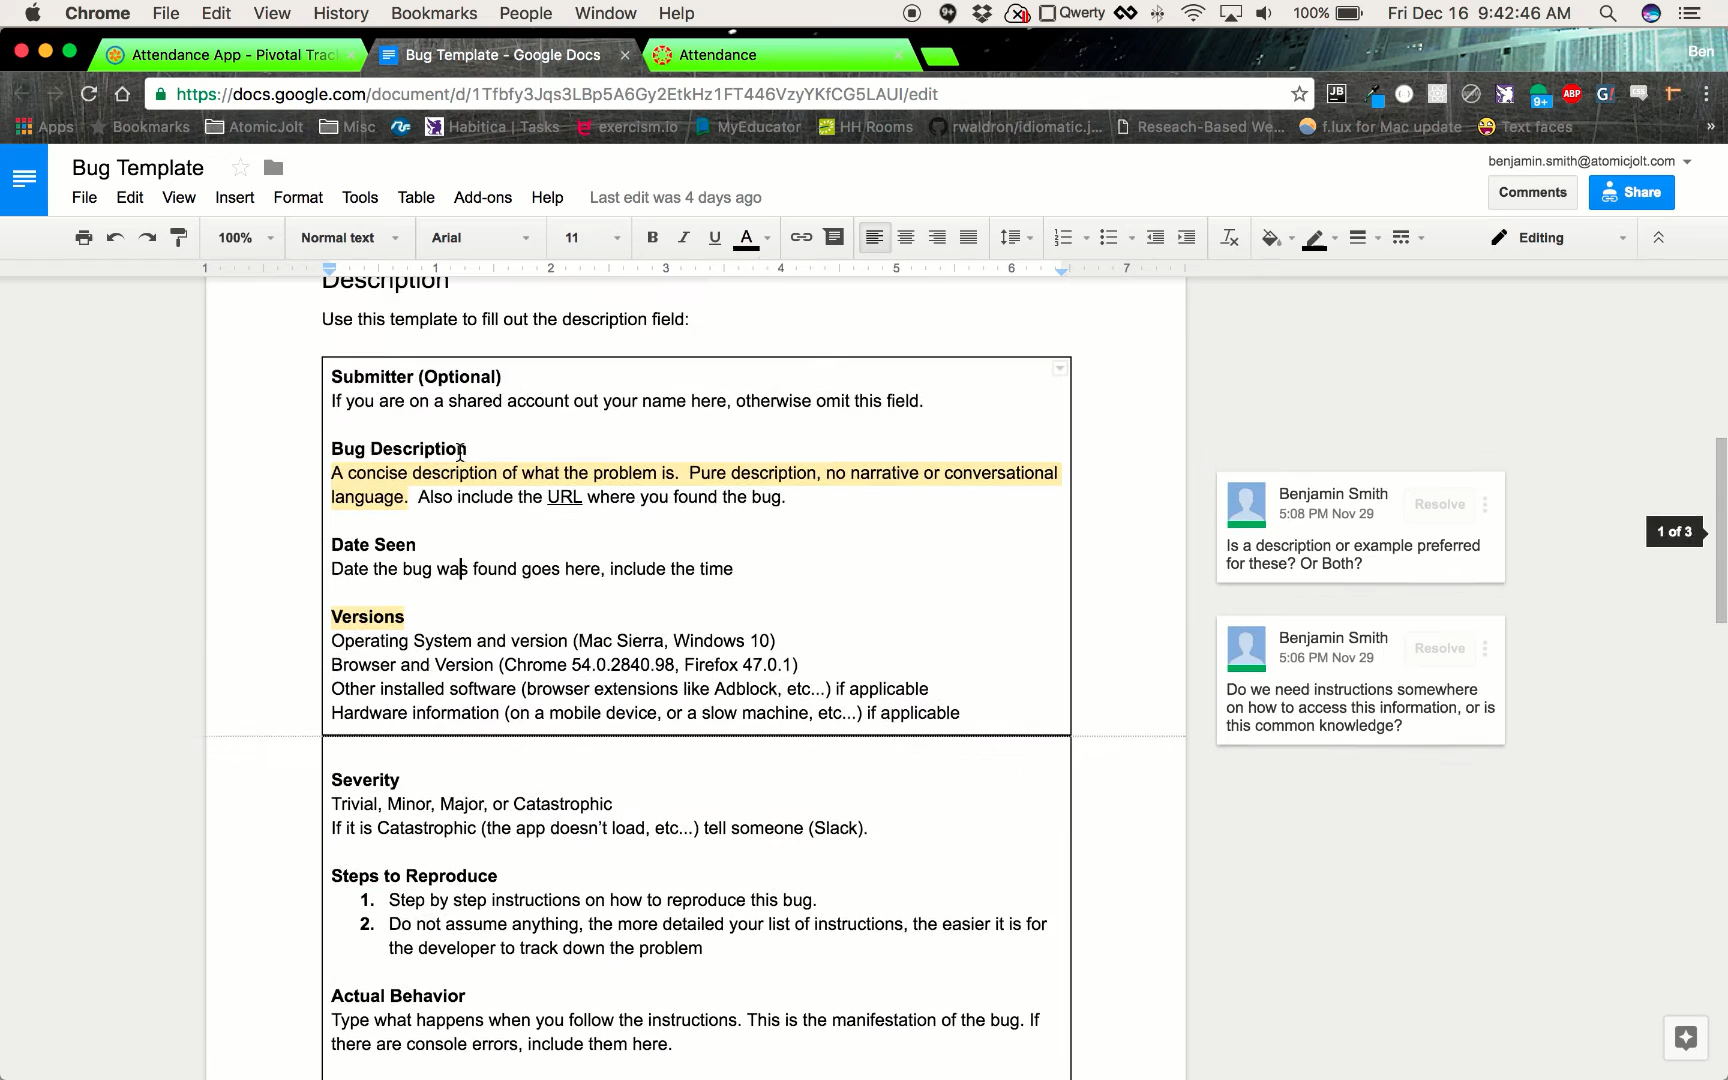 Chrome File Edit View History Bookmarks People Window Help 9+ Qwerty 100% Fri Dec 16 9:42:46 AM
Attendance App - Pivotal Trac Bug Template - Google Docs Attendance Ben
https://docs.google.com/document/d/1Tfbfy3Jqs3LBp5A6Gy2EtkHz1FT446VzyYKfCG5LAUI/edit JB 9+ ABP G!
Apps Bookmarks AtomicJolt Misc Habitica | Tasks exercism.io MyEducator HH Rooms rwaldron/idiomatic.j... Reseach-Based We... f.lux for Mac update Text faces »
Bug Template
benjamin.smith@atomicjolt.com
File Edit View Insert Format Tools Table Add-ons Help Last edit was 4 days ago
Comments Share
100% Normal text Arial 11 B I U A Editing
1 1 2 3 4 5 6 7
Description
Use this template to fill out the description field:
Submitter (Optional)
If you are on a shared account out your name here, otherwise omit this field.
Bug Description
A concise description of what the problem is. Pure description, no narrative or conversational
language. Also include the URL where you found the bug.
Date Seen
Date the bug was found goes here, include the time
Versions
Operating System and version (Mac Sierra, Windows 10)
Browser and Version (Chrome 54.0.2840.98, Firefox 47.0.1)
Other installed software (browser extensions like Adblock, etc...) if applicable
Hardware information (on a mobile device, or a slow machine, etc...) if applicable
Severity
Trivial, Minor, Major, or Catastrophic
If it is Catastrophic (the app doesn't load, etc...) tell someone (Slack).
Steps to Reproduce
1. Step by step instructions on how to reproduce this bug.
2. Do not assume anything, the more detailed your list of instructions, the easier it is for
the developer to track down the problem
Actual Behavior
Type what happens when you follow the instructions. This is the manifestation of the bug. If
there are console errors, include them here.
Benjamin Smith
5:08 PM Nov 29
Resolve
Is a description or example preferred
for these? Or Both?
1 of 3
Benjamin Smith
5:06 PM Nov 29
Resolve
Do we need instructions somewhere
on how to access this information, or is
this common knowledge?